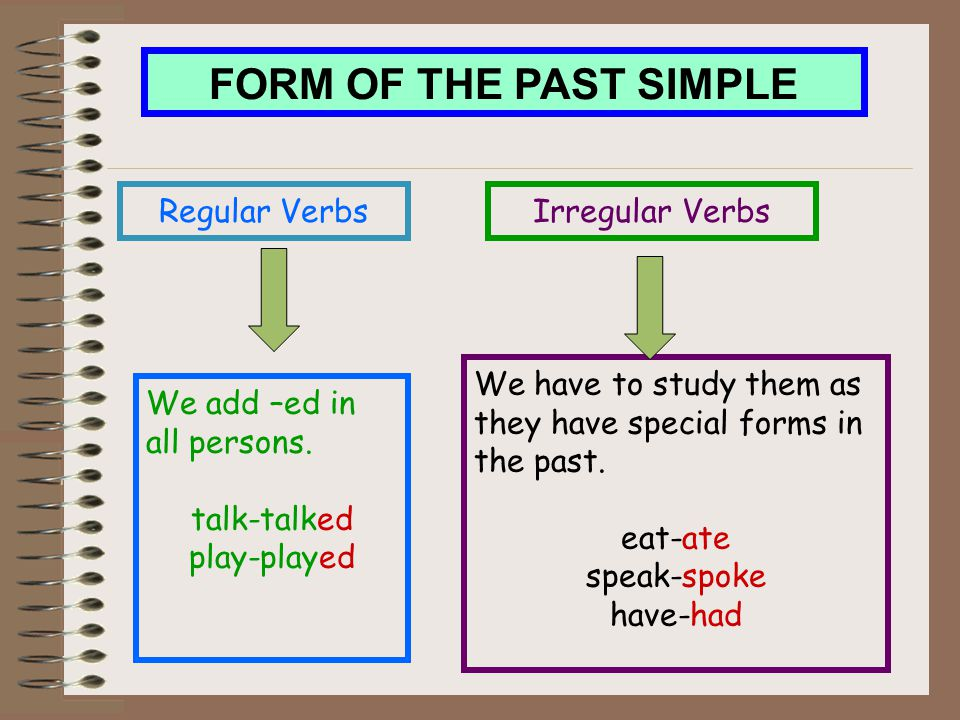 FORM OF THE PAST SIMPLE
Regular Verbs
Irregular Verbs
We add –ed in
all persons.
talk-talked
play-played
We have to study them as
they have special forms in
the past.
eat-ate
speak-spoke
have-had